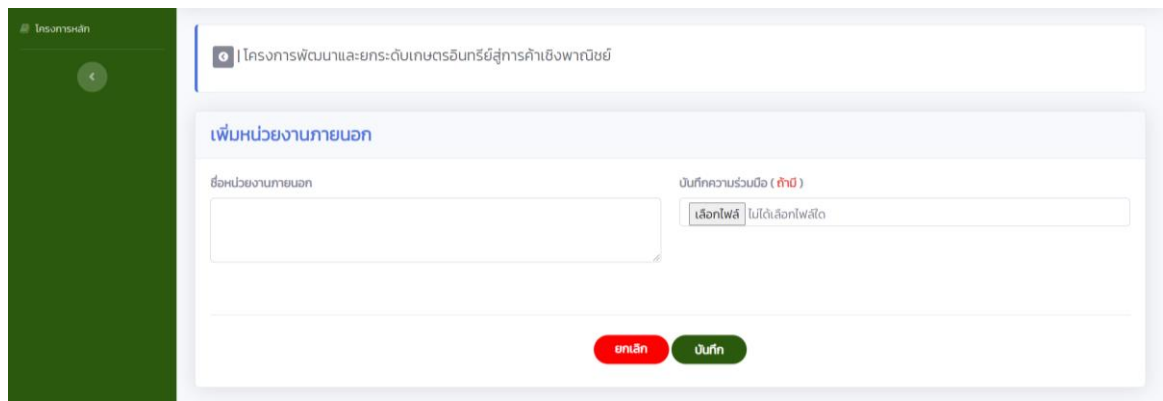 โครงการหลัก
| โครงการพัฒนาและยกระดับเกษตรอินทรีย์สู่การค้าเชิงพาณิชย์
เพิ่มหน่วยงานภายนอก
ชื่อหน่วยงานภายนอก
บันทึกความร่วมมือ ( ถ้ามี )
เลือกไฟล์ ไม่ได้เลือกไฟล์ใด
ยกเลิก
บันทึก